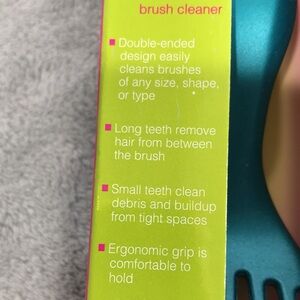 brush cleaner
Double-ended
design easily
cleans brushes
of any size, shape,
or type
Long teeth remove
hair from between
the brush
Small teeth clean
debris and buildup
from tight spaces
Ergonomic grip is
comfortable to
hold